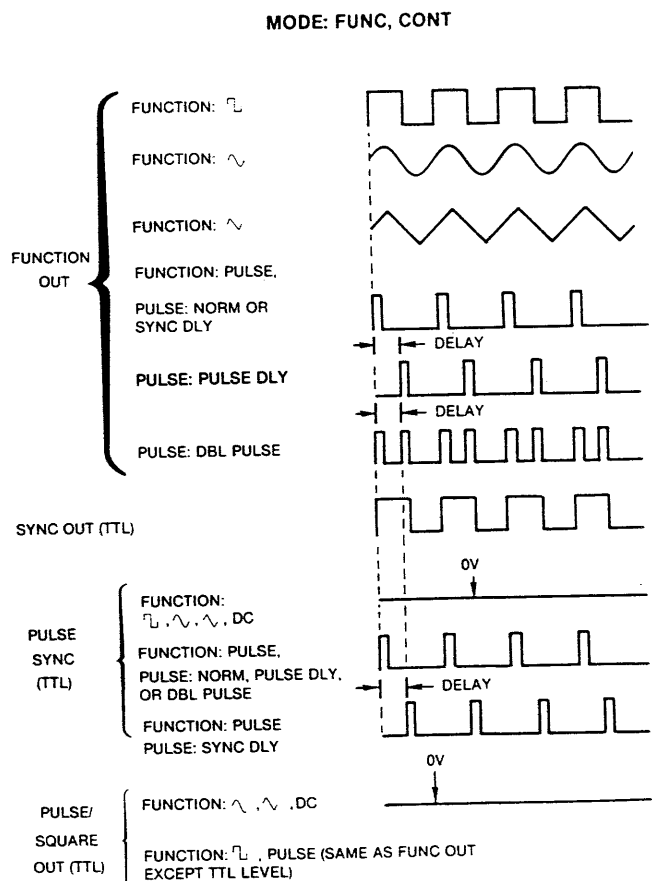 MODE: FUNC, CONT
FUNCTION
OUT
FUNCTION:
FUNCTION:
FUNCTION:
FUNCTION: PULSE,
PULSE: NORM OR
SYNC DLY
DELAY
PULSE: PULSE DLY
DELAY
PULSE: DBL PULSE
SYNC OUT (TTL)
0V
PULSE
SYNC
(TTL)
FUNCTION:
, , , DC
FUNCTION: PULSE,
PULSE: NORM, PULSE DLY,
OR DBL PULSE
DELAY
FUNCTION: PULSE
PULSE: SYNC DLY
0V
PULSE/
SQUARE
OUT (TTL)
FUNCTION: , , DC
FUNCTION: , PULSE (SAME AS FUNC OUT
EXCEPT TTL LEVEL)